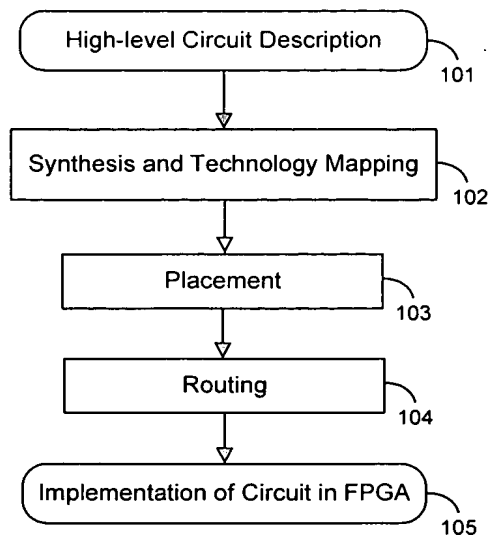 High-level Circuit Description
101
Synthesis and Technology Mapping
102
Placement
103
Routing
104
Implementation of Circuit in FPGA
105